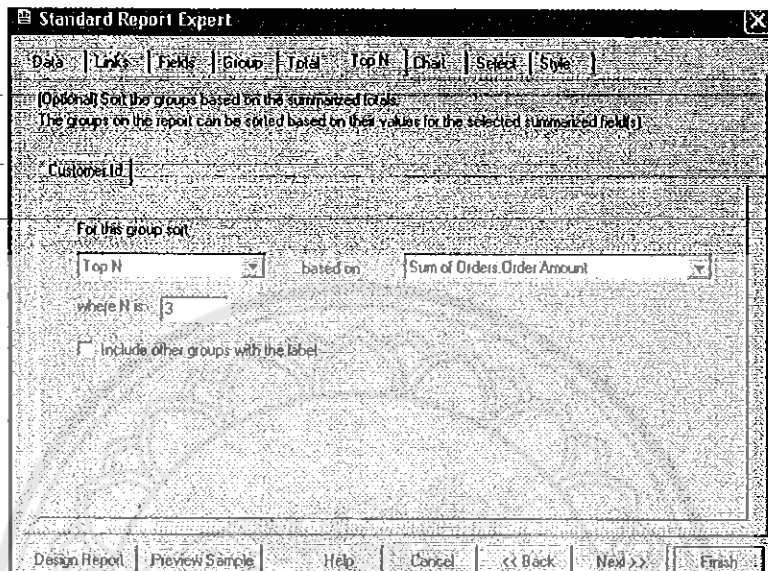 Standard Report Expert
Data Links Fields Group Total Top N Chart Select Style
(Optional) Sort the groups based on the summarized totals.
The groups on the report can be sorted based on their values for the selected summarized field(s)
Customer.Id
For this group sort
Top N based on Sum of Orders.Order Amount
where N is: 3
Include other groups with the label
Design Report Preview Sample Help Cancel << Back Next >> Finish